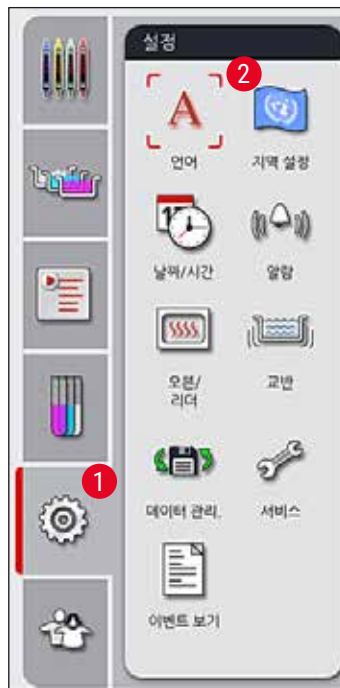 설정
2
A
언어
지역 설정
17
날짜/시간
알람
오븐/
리더
교반
1
데이터 관리.
서비스
이벤트 보기